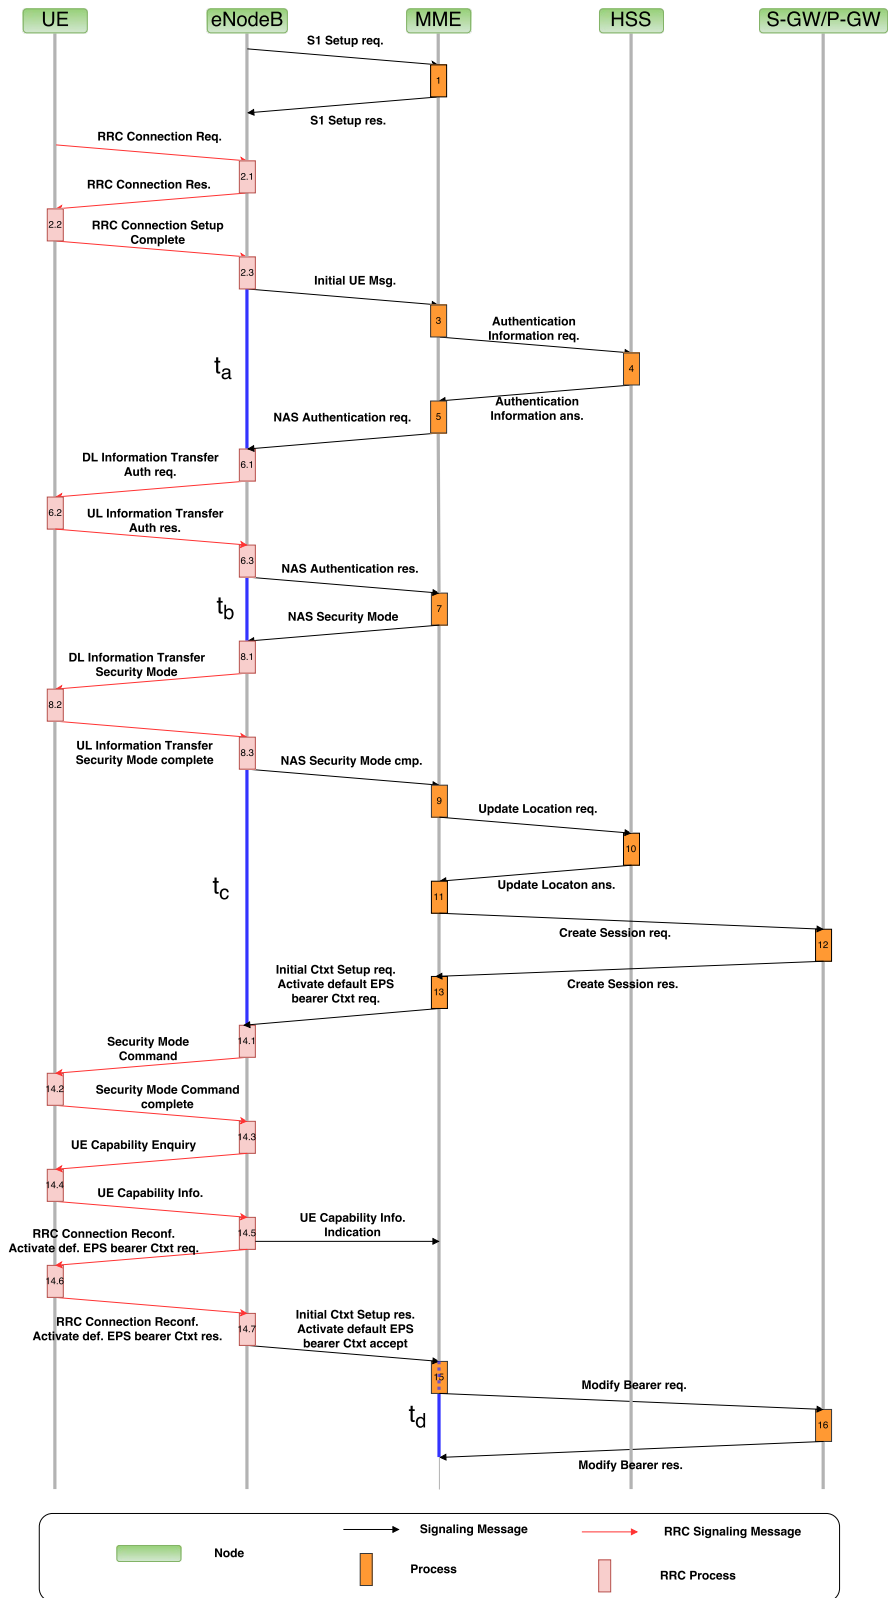 UE eNodeB MME HSS S-GW/P-GW
S1 Setup req.
1
S1 Setup res.
RRC Connection Req.
2.1
RRC Connection Res.
2.2
RRC Connection Setup
Complete
2.3
Initial UE Msg.
3
Authentication
Information req.
4
ta
Authentication
Information ans.
5
NAS Authentication req.
6.1
DL Information Transfer
Auth req.
6.2
UL Information Transfer
Auth res.
6.3
NAS Authentication res.
tb
7
NAS Security Mode
8.1
DL Information Transfer
Security Mode
8.2
UL Information Transfer
Security Mode complete
8.3
NAS Security Mode cmp.
9
Update Location req.
10
Update Locaton ans.
11
tc
Create Session req.
12
Create Session res.
13
Initial Ctxt Setup req.
Activate default EPS
bearer Ctxt req.
14.1
Security Mode
Command
14.2
Security Mode Command
complete
14.3
UE Capability Enquiry
14.4
UE Capability Info.
14.5
UE Capability Info.
Indication
RRC Connection Reconf.
Activate def. EPS bearer Ctxt req.
14.6
RRC Connection Reconf.
Activate def. EPS bearer Ctxt res.
14.7
Initial Ctxt Setup res.
Activate default EPS
bearer Ctxt accept
15
Modify Bearer req.
td
16
Modify Bearer res.
Signaling Message
RRC Signaling Message
Node
Process
RRC Process